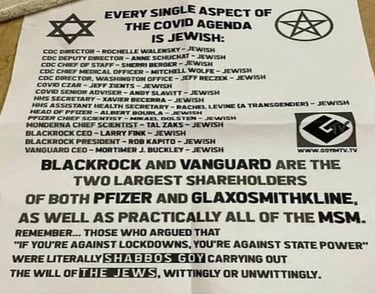 EVERY SINGLE ASPECT OF
THE COVID AGENDA
IS JEWISH:
CDC DIRECTOR - ROCHELLE WALENSKY - JEWISH
CDC DEPUTY DIRECTOR - ANNE SCHUCHAT - JEWISH
CDC CHIEF OF STAFF - SHERRI BERGER - JEWISH
CDC CHIEF MEDICAL OFFICER - MITCHELL WOLFE - JEWISH
CDC DIRECTOR, WASHINGTON OFFICE - JEFF RECZEK - JEWISH
COVID CZAR - JEFF ZIENTS - JEWISH
COVID SENIOR ADVISER - ANDY SLAVITT - JEWISH
HHS SECRETARY - XAVIER BECERRA - JEWISH
HHS ASSISTANT HEALTH SECRETARY - RACHEL LEVINE (A TRANSGENDER) - JEWISH
HEAD OF PFIZER - ALBERT BOURLA - JEWISH
PFIZER CHIEF SCIENTIST - MIKAEL DOLSTEN - JEWISH
MONDERNA CHIEF SCIENTIST - TAL ZAKS - JEWISH
BLACKROCK CEO - LARRY FINK - JEWISH
BLACKROCK PRESIDENT - ROB KAPITO - JEWISH
VANGUARD CEO - MORTIMER J. BUCKLEY - JEWISH
TV
WWW.GOYIMTV.TV
BLACKROCK AND VANGUARD ARE THE
TWO LARGEST SHAREHOLDERS
OF BOTH PFIZER AND GLAXOSMITHKLINE,
AS WELL AS PRACTICALLY ALL OF THE MSM.
REMEMBER... THOSE WHO ARGUED THAT
"IF YOU'RE AGAINST LOCKDOWNS, YOU'RE AGAINST STATE POWER"
WERE LITERALLY SHABBOS GOY CARRYING OUT
THE WILL OF THE JEWS, WITTINGLY OR UNWITTINGLY.